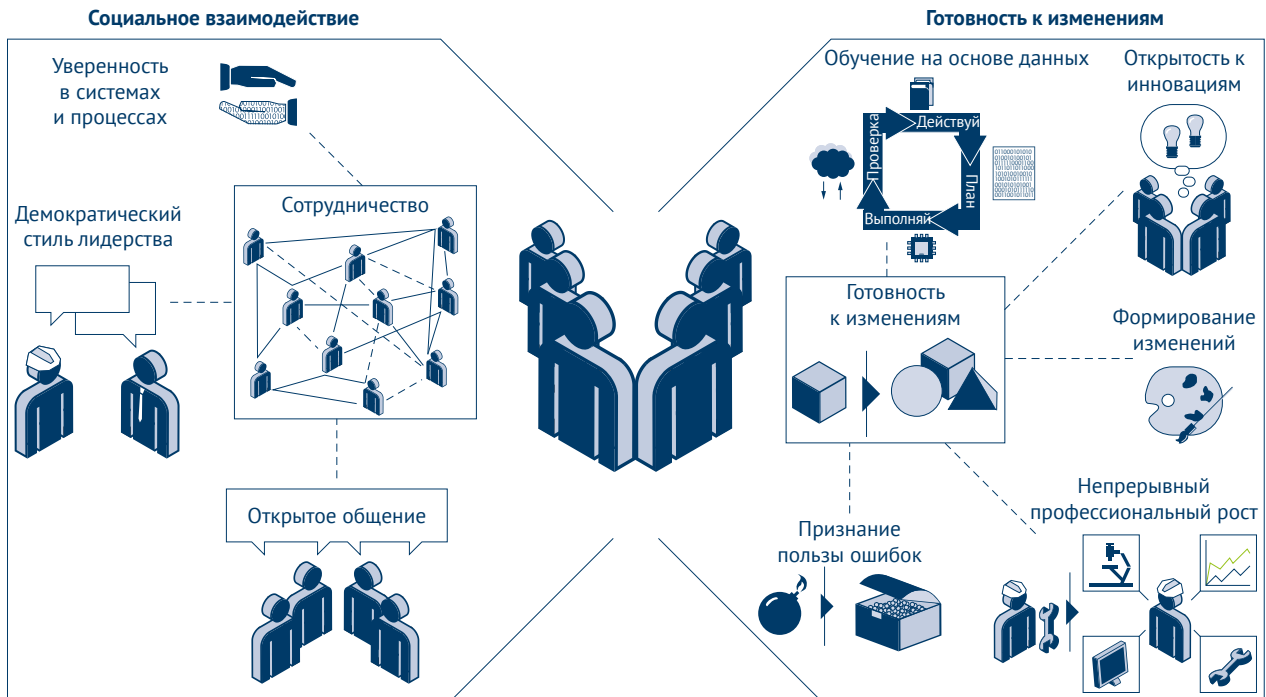 Социальное взаимодействие
Уверенность
в системах
и процессах
Демократический
стиль лидерства
Сотрудничество
Открытое общение
Готовность к изменениям
Обучение на основе данных
Действуй
Проверка
План
Выполняй
Открытость к
инновациям
Готовность
к изменениям
Формирование
изменений
Признание
пользы ошибок
Непрерывный
профессиональный рост